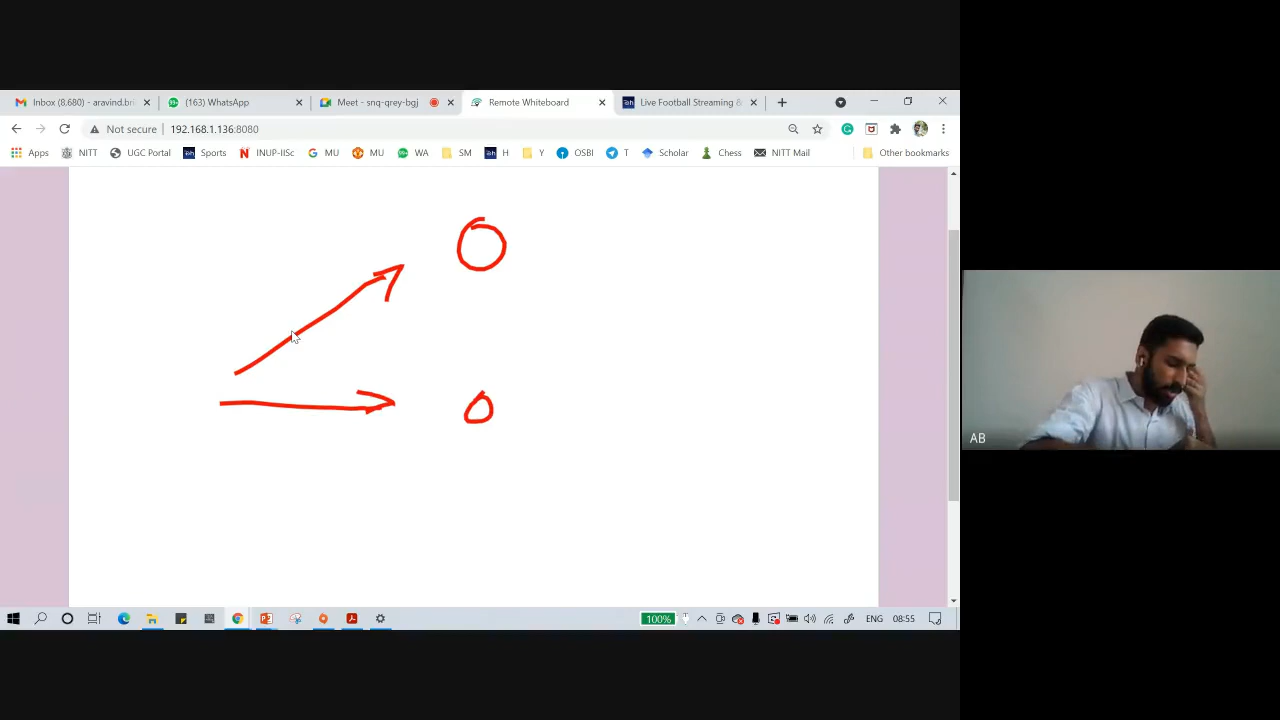 Inbox (8.680) - aravind.bri
(163) WhatsApp
Meet - snq-qrey-bgj
Remote Whiteboard
Live Football Streaming &
Not secure
192.168.1.136:8080
Apps
NITT
UGC Portal
Sports
INUP-IISc
MU
MU
WA
SM
H
Y
OSBI
T
Scholar
Chess
NITT Mail
Other bookmarks
AB
100%
ENG
08:55